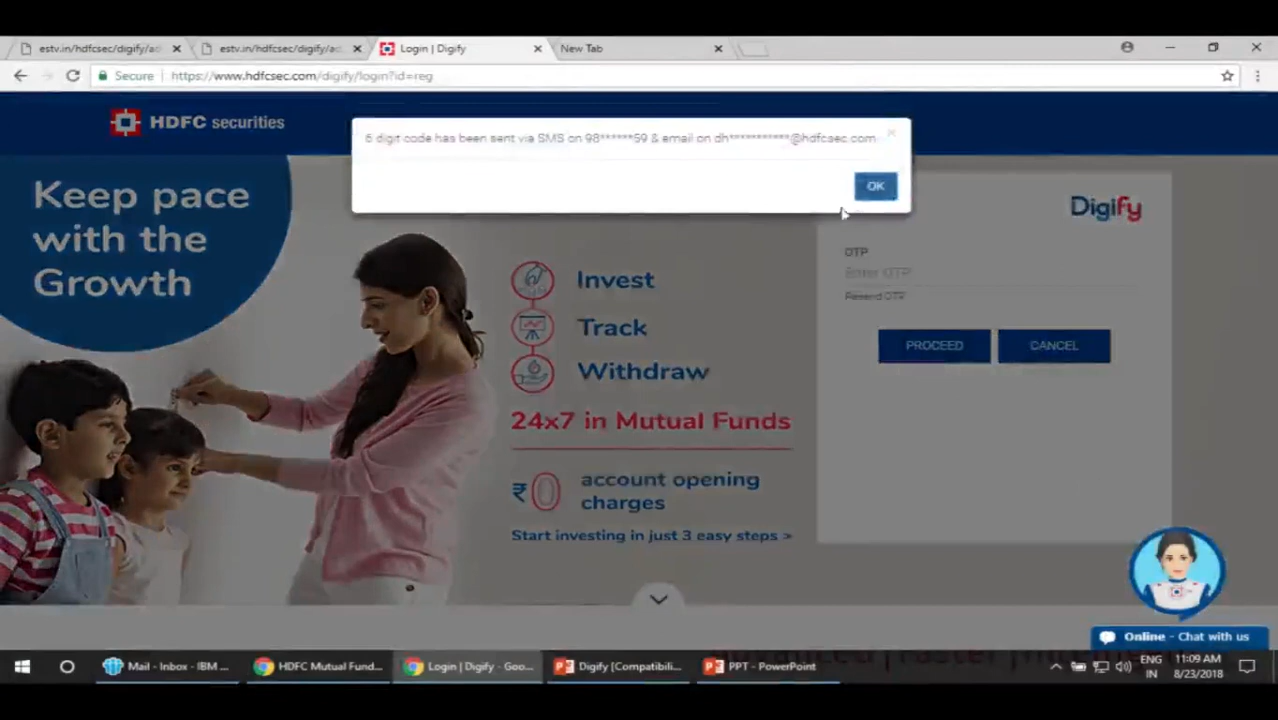 estv.in/hdfcsec/digify/ac
estv.in/hdfcsec/digify/ac
Login | Digify
New Tab
Secure
https://www.hdfcsec.com/digify/login?id=reg
HDFC securities
6 digit code has been sent via SMS on 98******59 & email on dh***********@hdfcsec.com
OK
Keep pace
with the
Growth
Invest
Track
Withdraw
24x7 in Mutual Funds
₹0 account opening
charges
Start investing in just 3 easy steps >
Digify
OTP
Enter OTP
Resend OTP
PROCEED
CANCEL
Online - Chat with us
Mail - Inbox - IBM ...
HDFC Mutual Fund...
Login | Digify - Goo...
Digify [Compatibili...
PPT - PowerPoint
ENG
IN
11:09 AM
8/23/2018